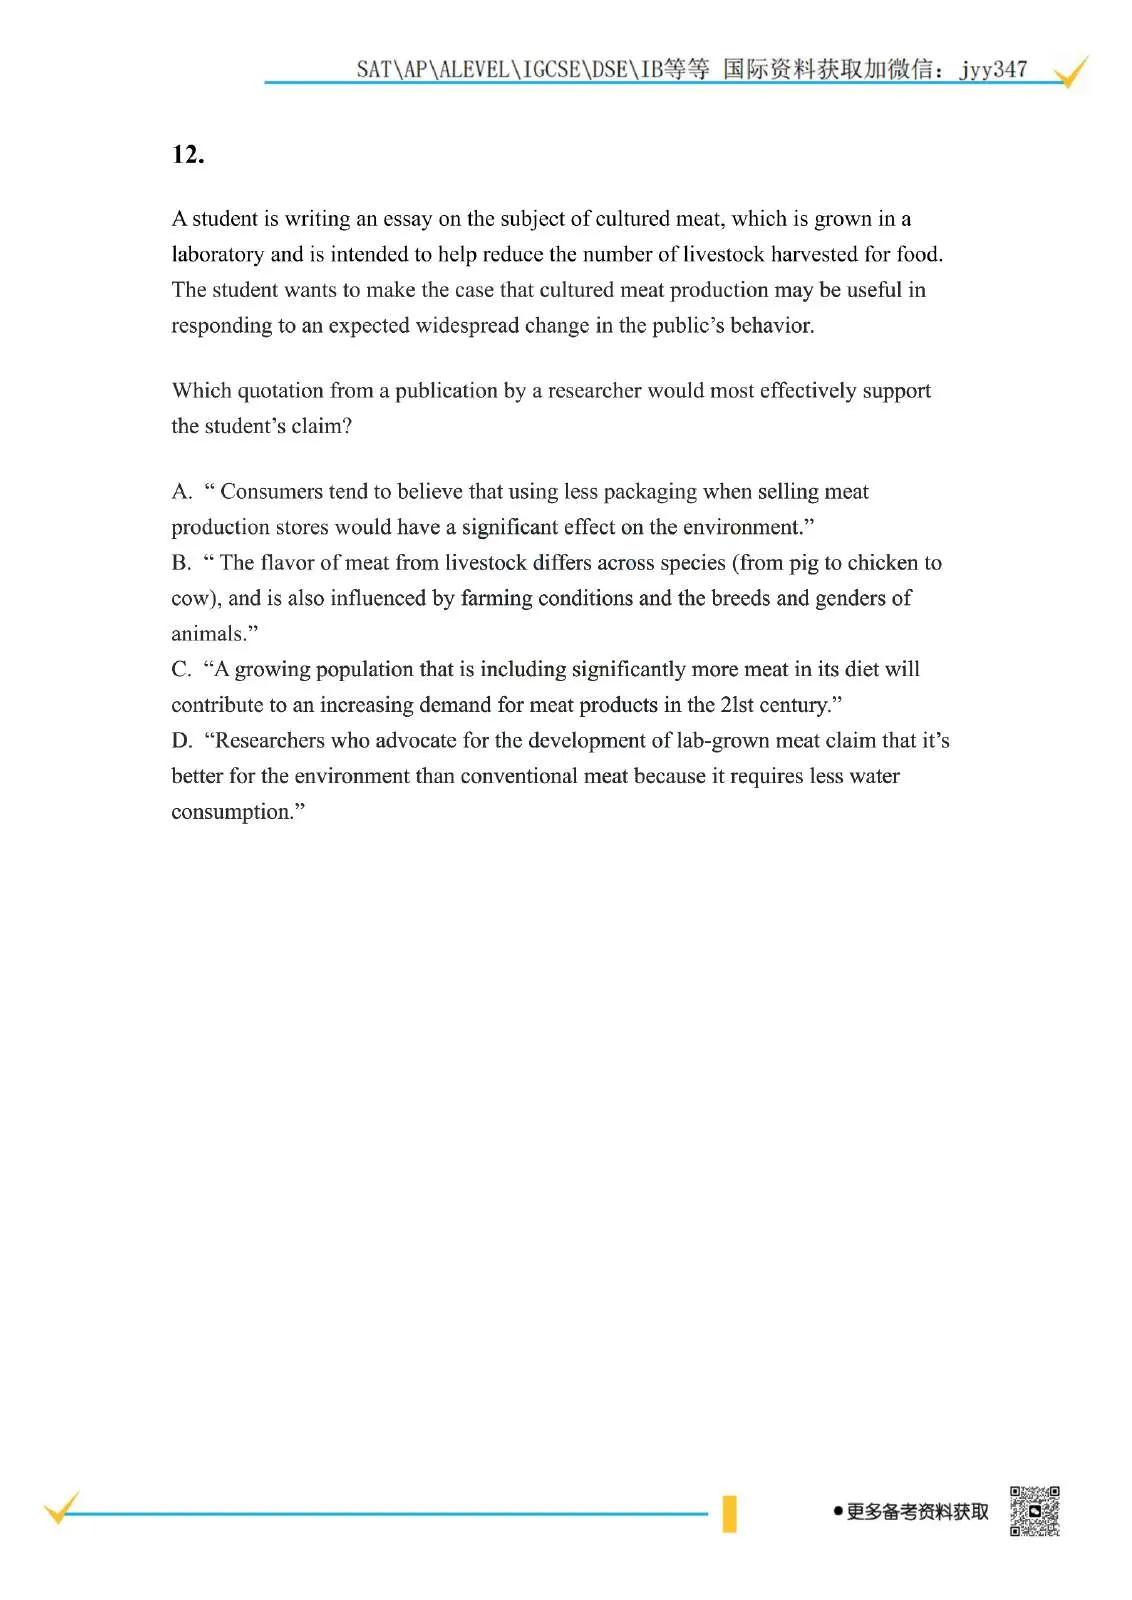 SAT\AP\ALEVEL\IGCSE\DSE\IB等等 国际资料获取加微信：jyy347
12.
A student is writing an essay on the subject of cultured meat, which is grown in a
laboratory and is intended to help reduce the number of livestock harvested for food.
The student wants to make the case that cultured meat production may be useful in
responding to an expected widespread change in the public’s behavior.
Which quotation from a publication by a researcher would most effectively support
the student’s claim?
A. “ Consumers tend to believe that using less packaging when selling meat
production stores would have a significant effect on the environment.”
B. “ The flavor of meat from livestock differs across species (from pig to chicken to
cow), and is also influenced by farming conditions and the breeds and genders of
animals.”
C. “A growing population that is including significantly more meat in its diet will
contribute to an increasing demand for meat products in the 2lst century.”
D. “Researchers who advocate for the development of lab-grown meat claim that it’s
better for the environment than conventional meat because it requires less water
consumption.”
●更多备考资料获取